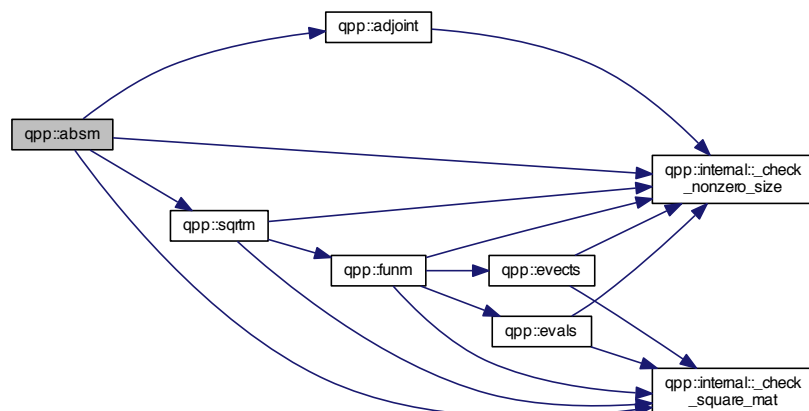 qpp::adjoint
qpp::absm
qpp::internal::_check
_nonzero_size
qpp::sqrtm
qpp::funm
qpp::evects
qpp::evals
qpp::internal::_check
_square_mat